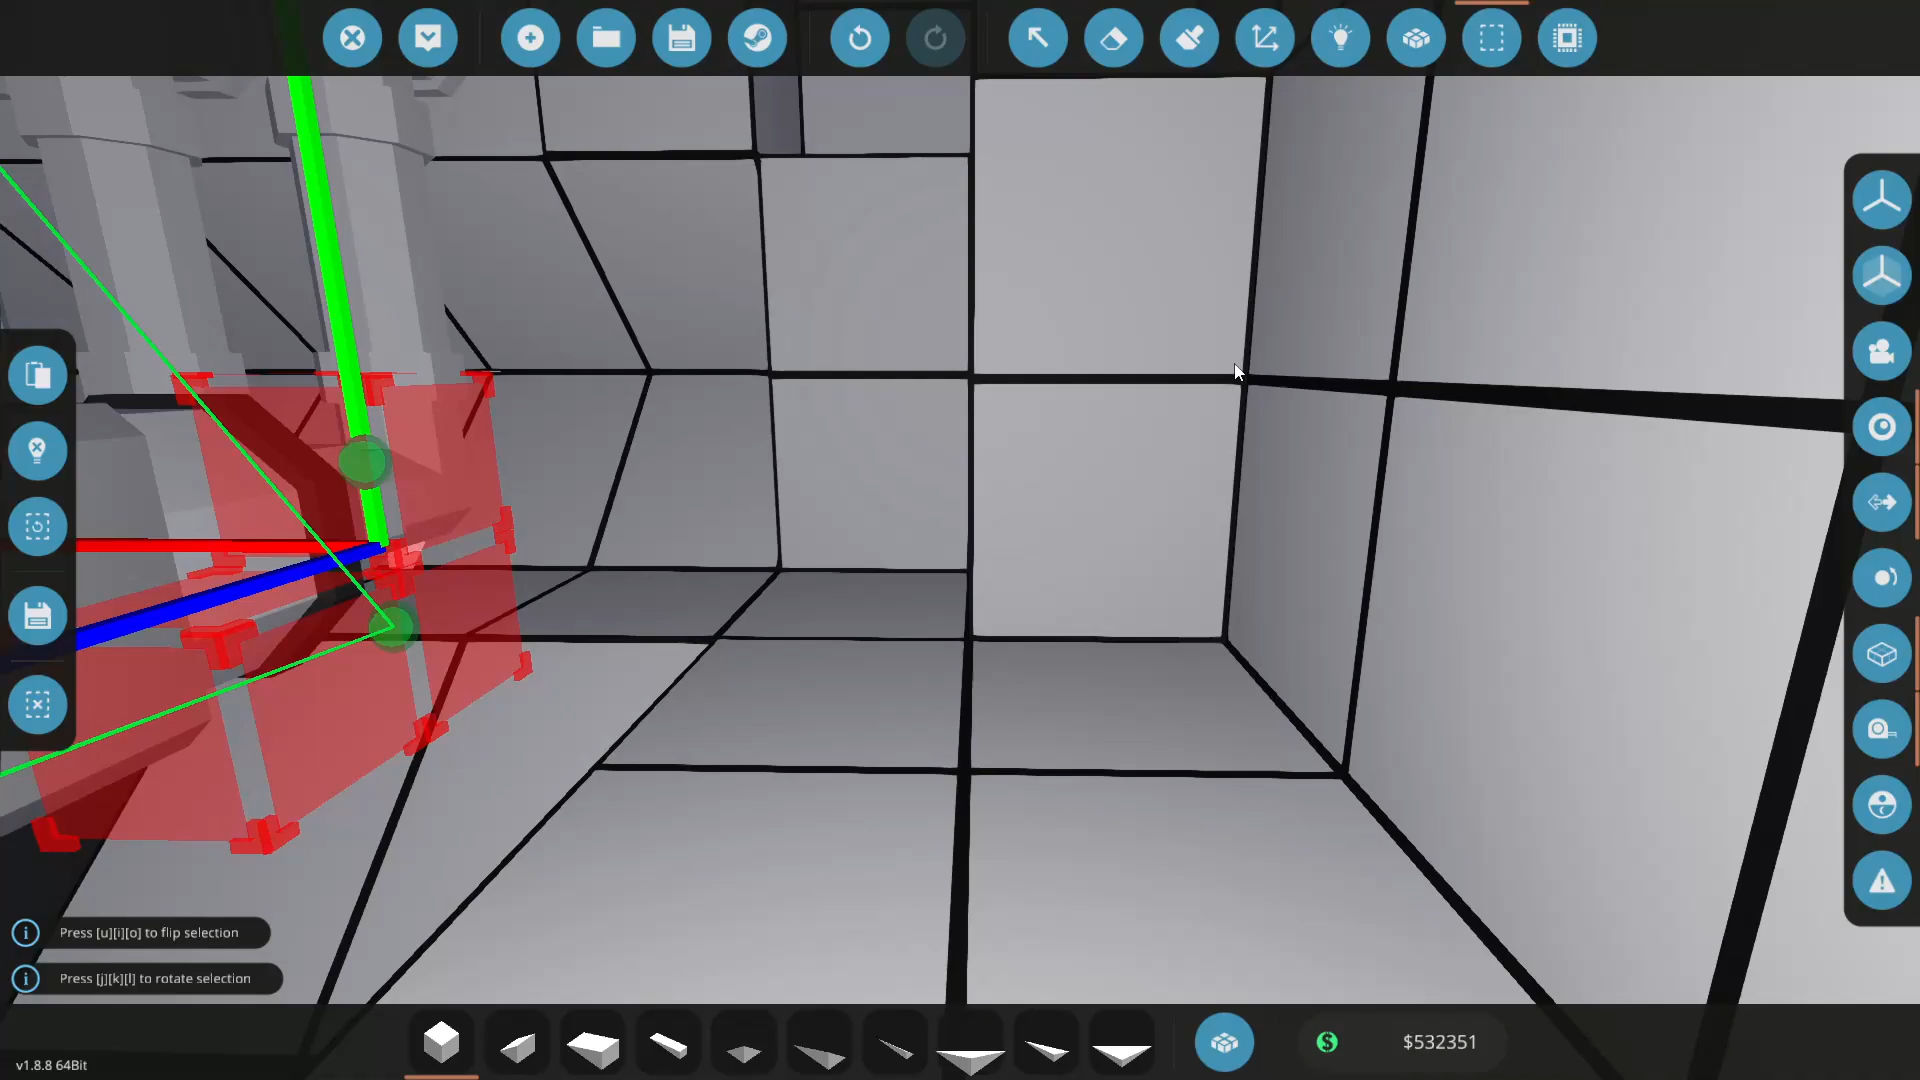 Press [u][i][o] to flip selection
Press [j][k][l] to rotate selection
$532351
v1.8.8 64Bit